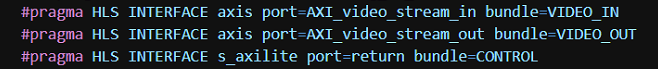 #pragma HLS INTERFACE axis port=AXI_video_stream_in bundle=VIDEO_IN
#pragma HLS INTERFACE axis port=AXI_video_stream_out bundle=VIDEO_OUT
#pragma HLS INTERFACE s_axilite port=return bundle=CONTROL